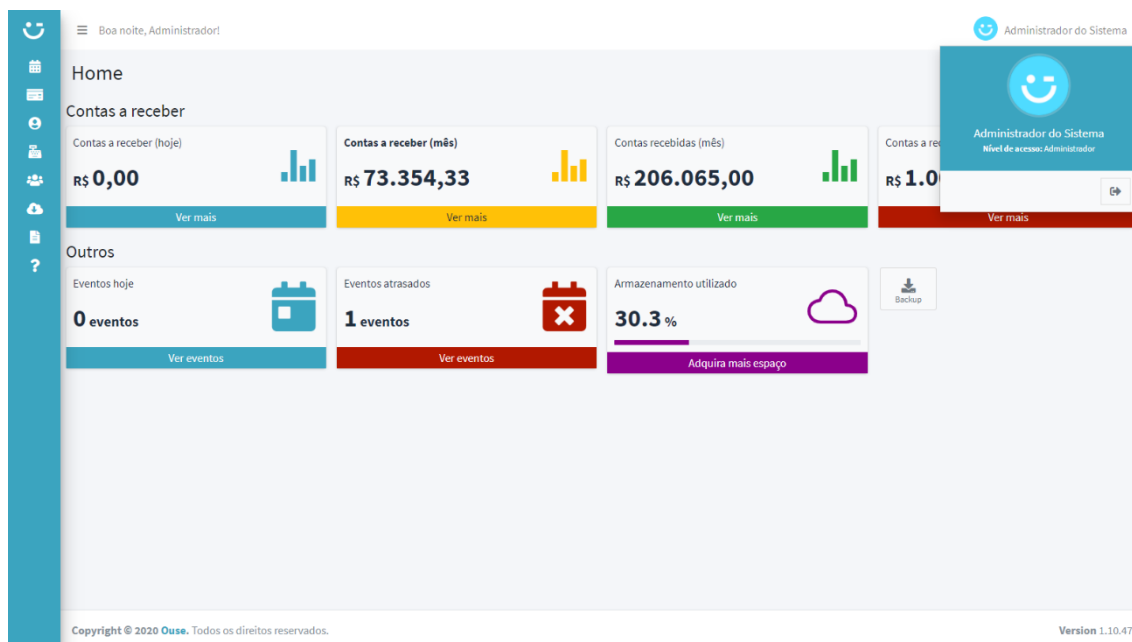 Boa noite, Administrador!
Administrador do Sistema
Home
Administrador do Sistema
Nível de acesso: Administrador
Contas a receber
Contas a receber (hoje)
R$ 0,00
Ver mais
Contas a receber (mês)
R$ 73.354,33
Ver mais
Contas recebidas (mês)
R$ 206.065,00
Ver mais
Contas a
R$ 1.0
Ver mais
Outros
Eventos hoje
0 eventos
Ver eventos
Eventos atrasados
1 eventos
Ver eventos
Armazenamento utilizado
30.3 %
Adquira mais espaço
Backup
Copyright © 2020 Ouse. Todos os direitos reservados.
Version 1.10.47